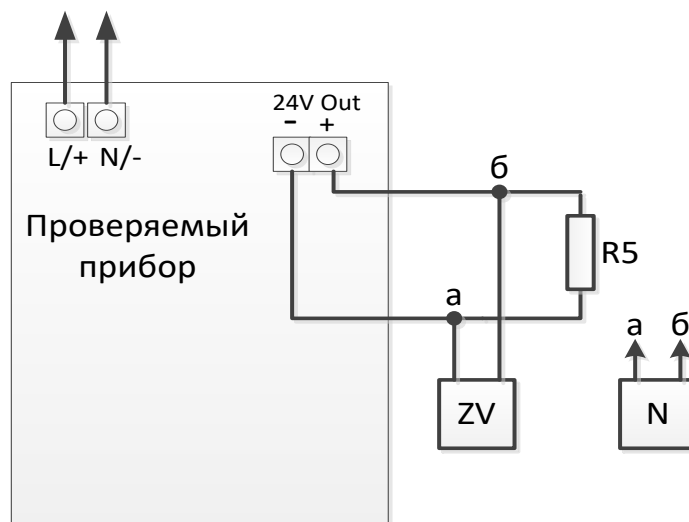 24V Out
- +
L/+ N/-
Проверяемый
прибор
б
R5
а
а б
ZV
N